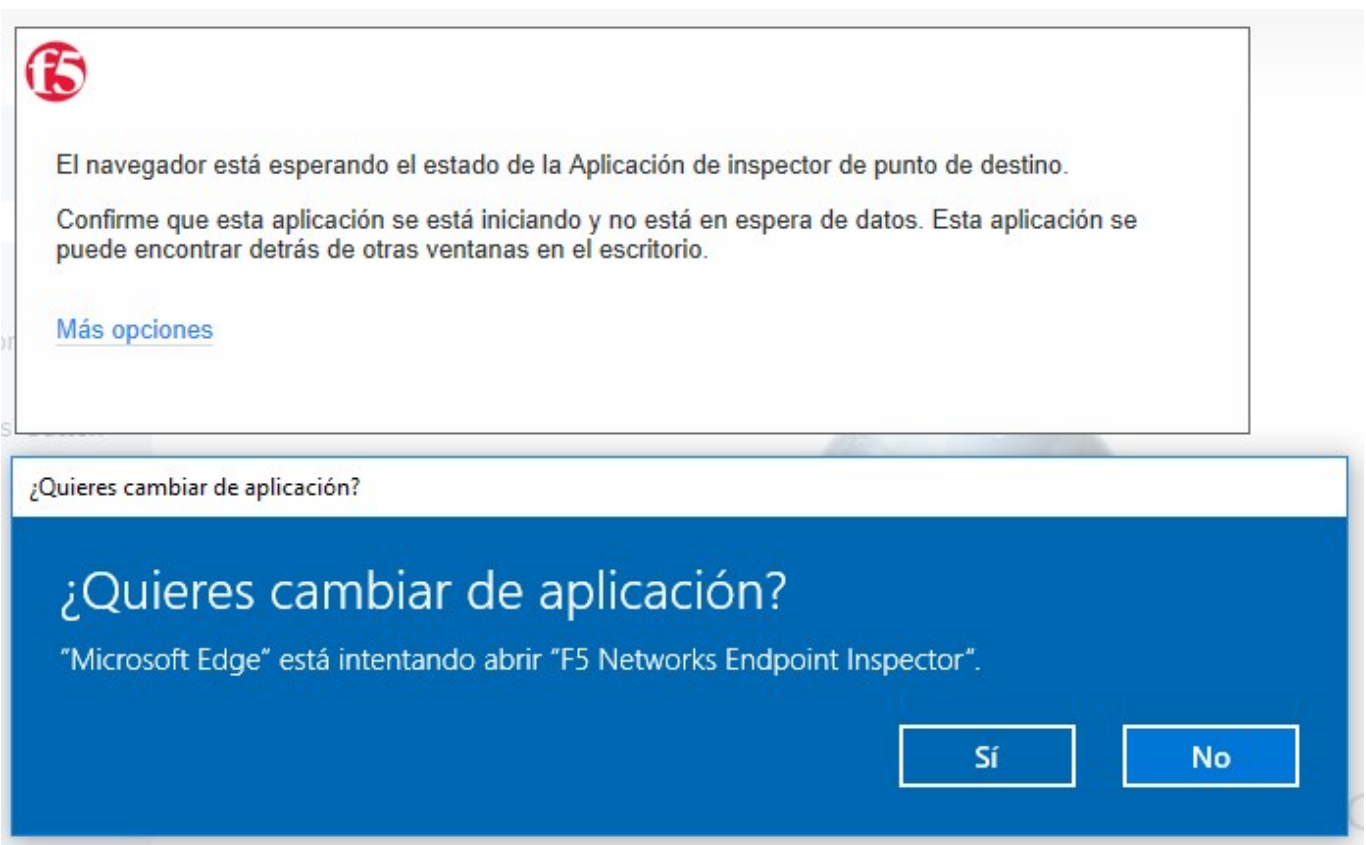 f5
El navegador está esperando el estado de la Aplicación de inspector de punto de destino.
Confirme que esta aplicación se está iniciando y no está en espera de datos. Esta aplicación se
puede encontrar detrás de otras ventanas en el escritorio.
Más opciones
¿Quieres cambiar de aplicación?
¿Quieres cambiar de aplicación?
"Microsoft Edge" está intentando abrir "F5 Networks Endpoint Inspector".
Sí
No